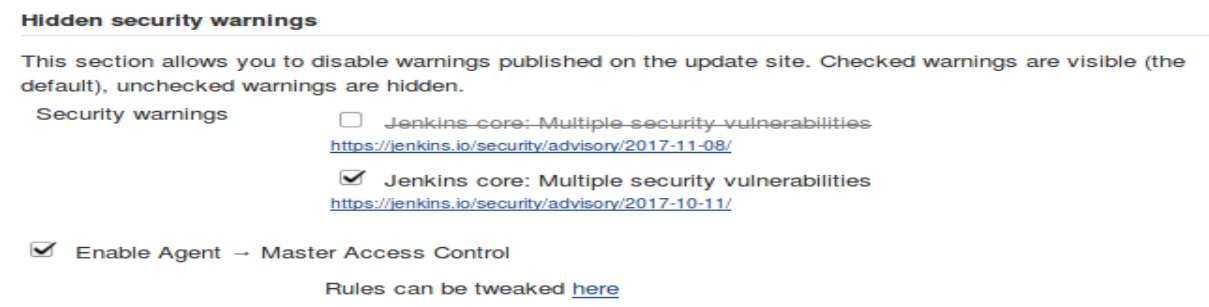 Hidden security warnings
This section allows you to disable warnings published on the update site. Checked warnings are visible (the
default), unchecked warnings are hidden.
Security warnings
Jenkins core: Multiple security vulnerabilities
https://jenkins.io/security/advisory/2017-11-08/
Jenkins core: Multiple security vulnerabilities
https://jenkins.io/security/advisory/2017-10-11/
Enable Agent → Master Access Control
Rules can be tweaked here